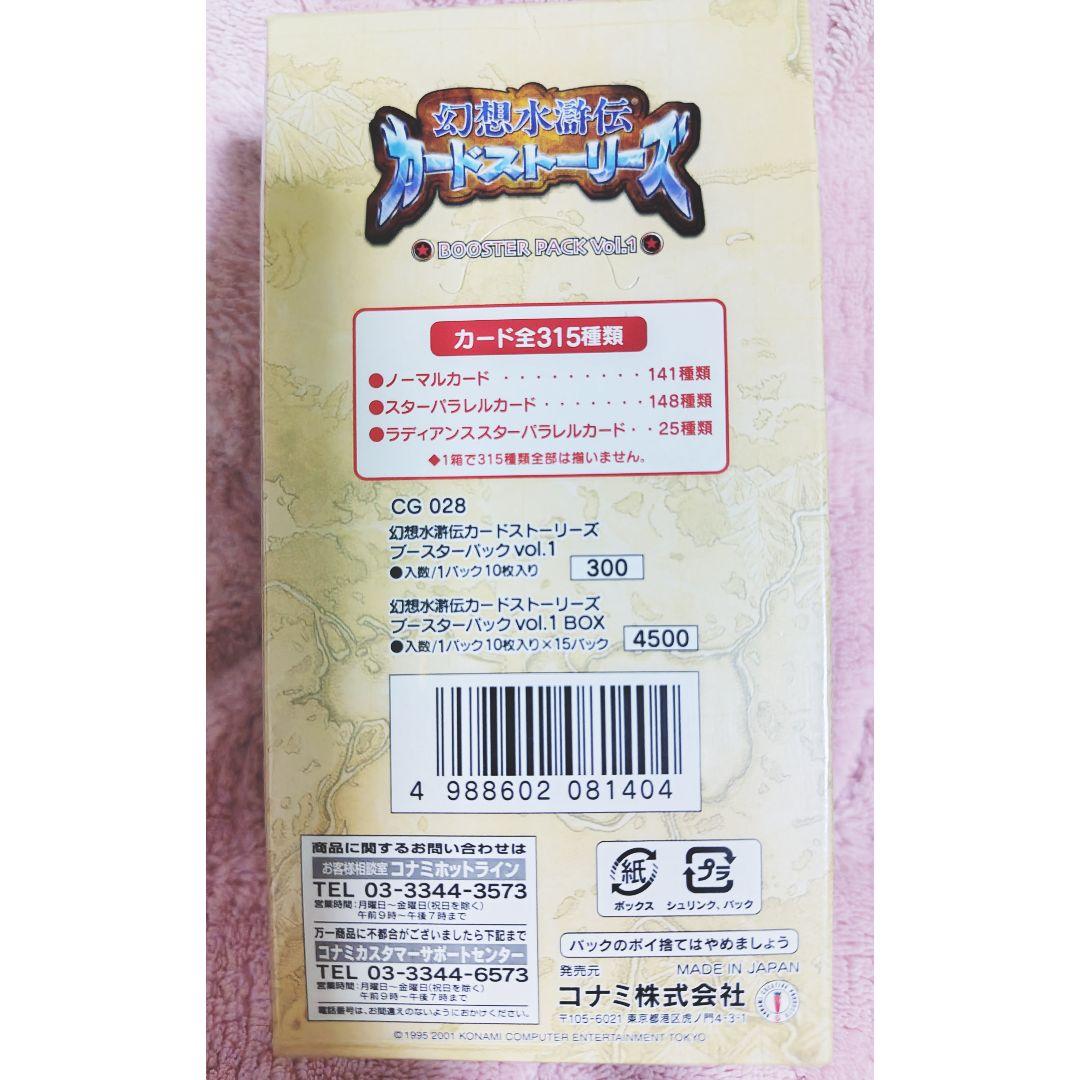 幻想水滸伝
カードストーリーズ
★BOOSTER PACK Vol.1★
カード全315種類
●ノーマルカード・・・・・・・・・141種類
●スターパラレルカード・・・・・・・148種類
●ラディアンススターパラレルカード・・25種類
◆1箱で315種類全部は揃いません。
CG 028
幻想水滸伝カードストーリーズ
ブースターパックvol.1
●入数/1パック10枚入り 300
幻想水滸伝カードストーリーズ
ブースターパックvol.1 BOX
●入数/1パック10枚入り×15パック 4500
4 988602 081404
商品に関するお問い合わせは
お客様相談室 コナミホットライン
TEL 03-3344-3573
営業時間:月曜日~金曜日(祝日を除く)
午前9時~午後7時まで
万一商品に不都合がございましたら下記まで
コナミカスタマーサポートセンター
TEL 03-3344-6573
営業時間:月曜日~金曜日(祝日を除く)
午前9時~午後7時まで
電話番号は、お間違えのないようにおかけください。
紙 プラ
ボックス シュリンク、パック
パックのポイ捨てはやめましょう
発売元 MADE IN JAPAN
コナミ株式会社
〒105-6021 東京都港区虎ノ門4-3-1
©1995 2001 KONAMI COMPUTER ENTERTAINMENT TOKYO